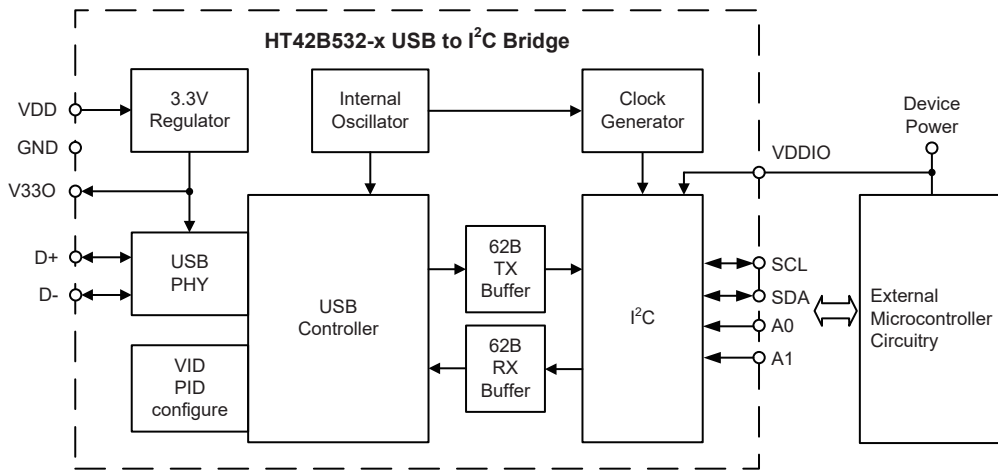 HT42B532-x USB to I²C Bridge
VDD
GND
V33O
D+
D-
3.3V
Regulator
Internal
Oscillator
Clock
Generator
Device
Power
VDDIO
USB
PHY
VID
PID
configure
USB
Controller
62B
TX
Buffer
62B
RX
Buffer
I²C
SCL
SDA
A0
A1
External
Microcontroller
Circuitry